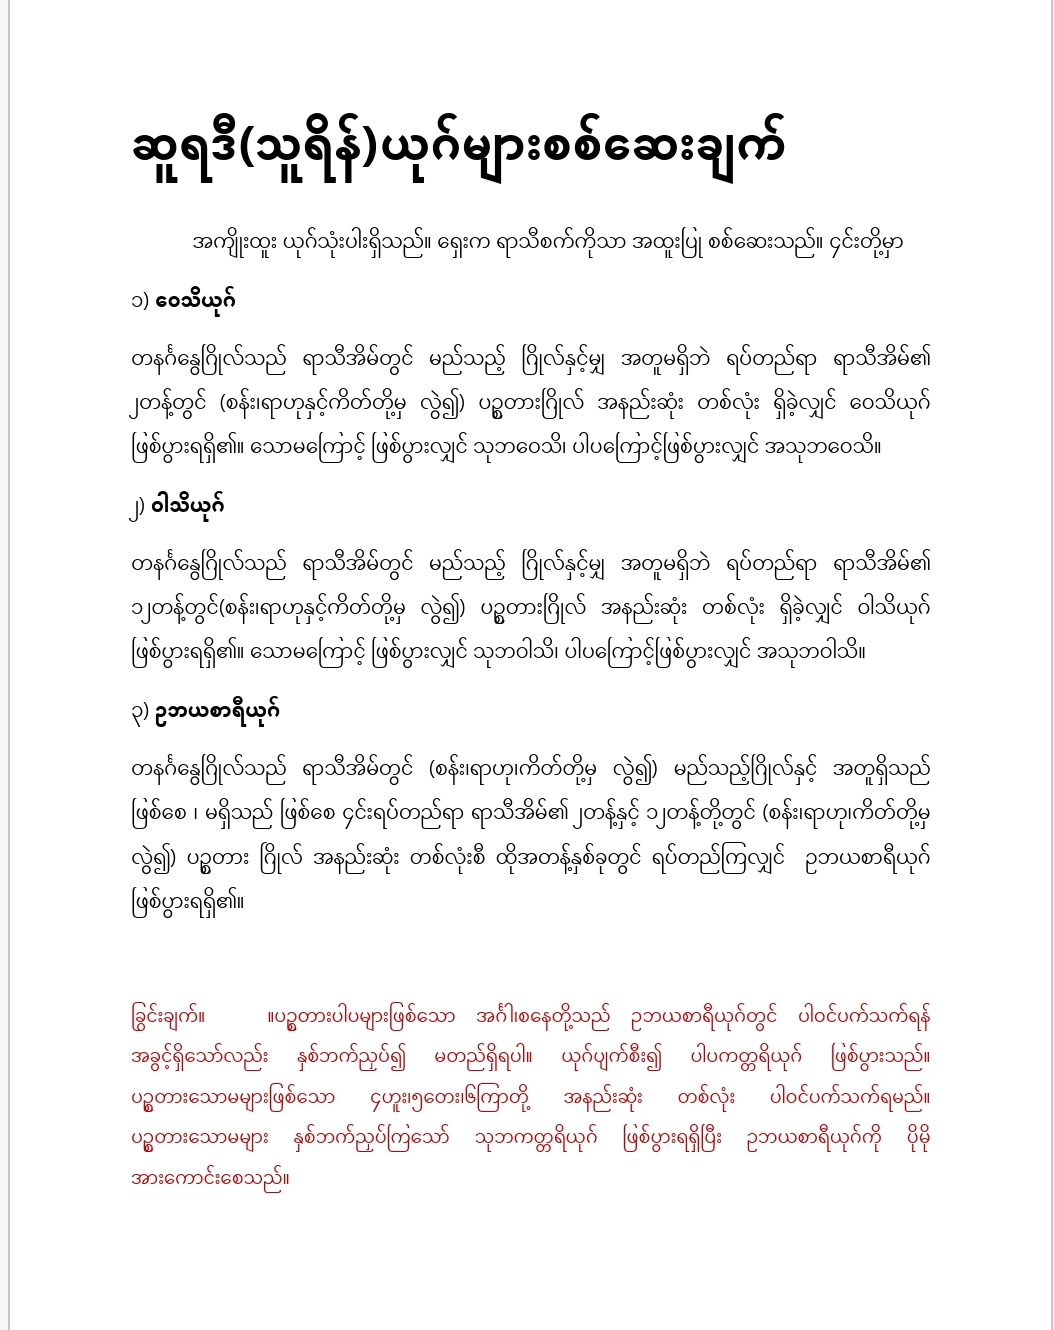 ဆူရဒီ(သူရိန်)ယုဂ်များစစ်ဆေးချက်
အကျိုးထူး ယုဂ်သုံးပါးရှိသည်။ ရှေးက ရာသီစက်ကိုသာ အထူးပြု စစ်ဆေးသည်။ ၄င်းတို့မှာ
၁) ဝေသိယုဂ်
တနင်္ဂနွေဂြိုလ်သည် ရာသီအိမ်တွင် မည်သည့် ဂြိုလ်နှင့်မျှ အတူမရှိဘဲ ရပ်တည်ရာ ရာသီအိမ်၏
၂တန့်တွင် (စန်း၊ရာဟုနှင့်ကိတ်တို့မှ လွဲ၍) ပဉ္စတားဂြိုလ် အနည်းဆုံး တစ်လုံး ရှိခဲ့လျှင် ဝေသိယုဂ်
ဖြစ်ပွားရရှိ၏။ သောမကြောင့် ဖြစ်ပွားလျှင် သုဘဝေသိ၊ ပါပကြောင့်ဖြစ်ပွားလျှင် အသုဘဝေသိ။
၂) ဝါသိယုဂ်
တနင်္ဂနွေဂြိုလ်သည် ရာသီအိမ်တွင် မည်သည့် ဂြိုလ်နှင့်မျှ အတူမရှိဘဲ ရပ်တည်ရာ ရာသီအိမ်၏
၁၂တန့်တွင်(စန်း၊ရာဟုနှင့်ကိတ်တို့မှ လွဲ၍) ပဉ္စတားဂြိုလ် အနည်းဆုံး တစ်လုံး ရှိခဲ့လျှင် ဝါသိယုဂ်
ဖြစ်ပွားရရှိ၏။ သောမကြောင့် ဖြစ်ပွားလျှင် သုဘဝါသိ၊ ပါပကြောင့်ဖြစ်ပွားလျှင် အသုဘဝါသိ။
၃) ဥဘယစာရီယုဂ်
တနင်္ဂနွေဂြိုလ်သည် ရာသီအိမ်တွင် (စန်း၊ရာဟု၊ကိတ်တို့မှ လွဲ၍) မည်သည့်ဂြိုလ်နှင့် အတူရှိသည်
ဖြစ်စေ ၊ မရှိသည် ဖြစ်စေ ၄င်းရပ်တည်ရာ ရာသီအိမ်၏ ၂တန့်နှင့် ၁၂တန့်တို့တွင် (စန်း၊ရာဟု၊ကိတ်တို့မှ
လွဲ၍) ပဉ္စတား ဂြိုလ် အနည်းဆုံး တစ်လုံးစီ ထိုအတန့်နှစ်ခုတွင် ရပ်တည်ကြလျှင် ဥဘယစာရီယုဂ်
ဖြစ်ပွားရရှိ၏။
ခြွင်းချက်။ ။ပဉ္စတားပါပများဖြစ်သော အင်္ဂါ၊စနေတို့သည် ဥဘယစာရီယုဂ်တွင် ပါဝင်ပက်သက်ရန်
အခွင့်ရှိသော်လည်း နှစ်ဘက်ညှပ်၍ မတည်ရှိရပါ။ ယုဂ်ပျက်စီး၍ ပါပကတ္တရိယုဂ် ဖြစ်ပွားသည်။
ပဉ္စတားသောမများဖြစ်သော ၄ဟူး၊၅တေး၊၆ကြာတို့ အနည်းဆုံး တစ်လုံး ပါဝင်ပက်သက်ရမည်။
ပဉ္စတားသောမများ နှစ်ဘက်ညှပ်ကြသော် သုဘကတ္တရိယုဂ် ဖြစ်ပွားရရှိပြီး ဥဘယစာရီယုဂ်ကို ပိုမို
အားကောင်းစေသည်။